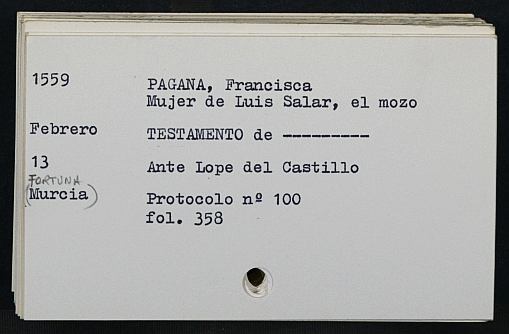 1559
PAGANA, Francisca
Mujer de Luis Salar, el mozo
Febrero
TESTAMENTO de ---------
13
Ante Lope del Castillo
FORTUNA
(Murcia)
Protocolo nº 100
fol. 358